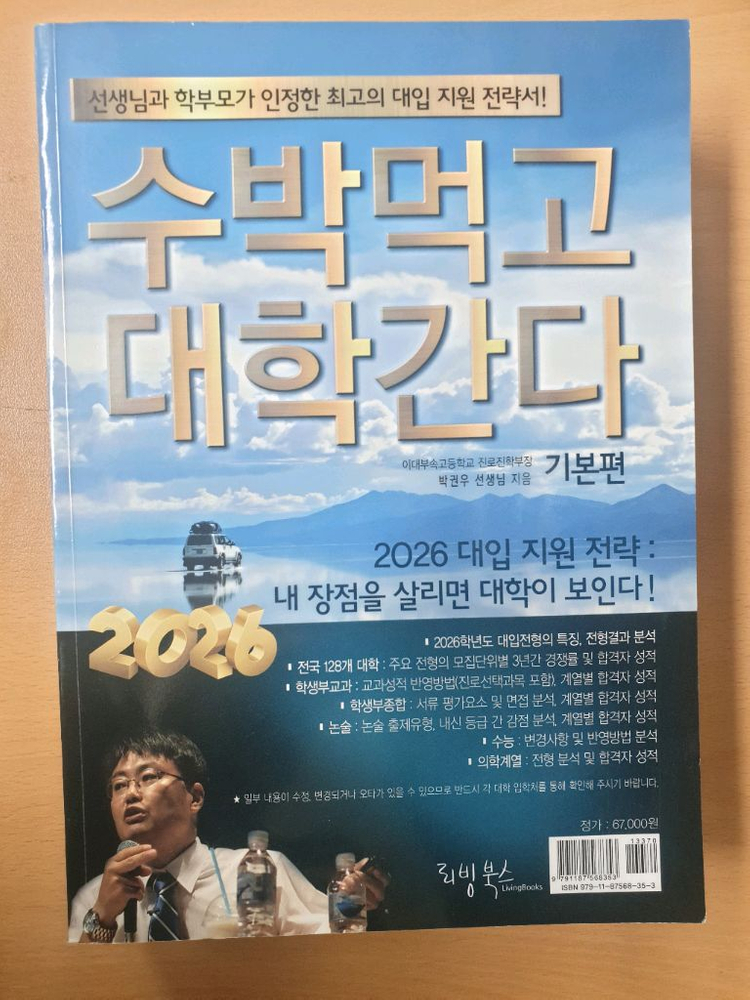 선생님과 학부모가 인정한 최고의 대입 지원 전략서!
수박먹고
대학간다
이대부속고등학교 진로진학부장
박권우 선생님 지음
기본편
2026 대입 지원 전략 :
내 장점을 살리면 대학이 보인다!
2026
2026학년도 대입전형의 특징, 전형결과 분석
전국 128개 대학 : 주요 전형의 모집단위별 3년간 경쟁률 및 합격자 성적
학생부교과 : 교과성적 반영방법(진로선택과목 포함), 계열별 합격자 성적
학생부종합 : 서류 평가요소 및 면접 분석, 계열별 합격자 성적
논술 : 논술 출제유형, 내신 등급 간 감점 분석, 계열별 합격자 성적
수능 : 변경사항 및 반영방법 분석
의학계열 : 전형 분석 및 합격자 성적
★ 일부 내용이 수정, 변경되거나 오타가 있을 수 있으므로 반드시 각 대학 입학처를 통해 확인해 주시기 바랍니다.
정가 : 67,000원
리빙북스
LivingBooks
13370
9 791187 568353
ISBN 979-11-87568-35-3